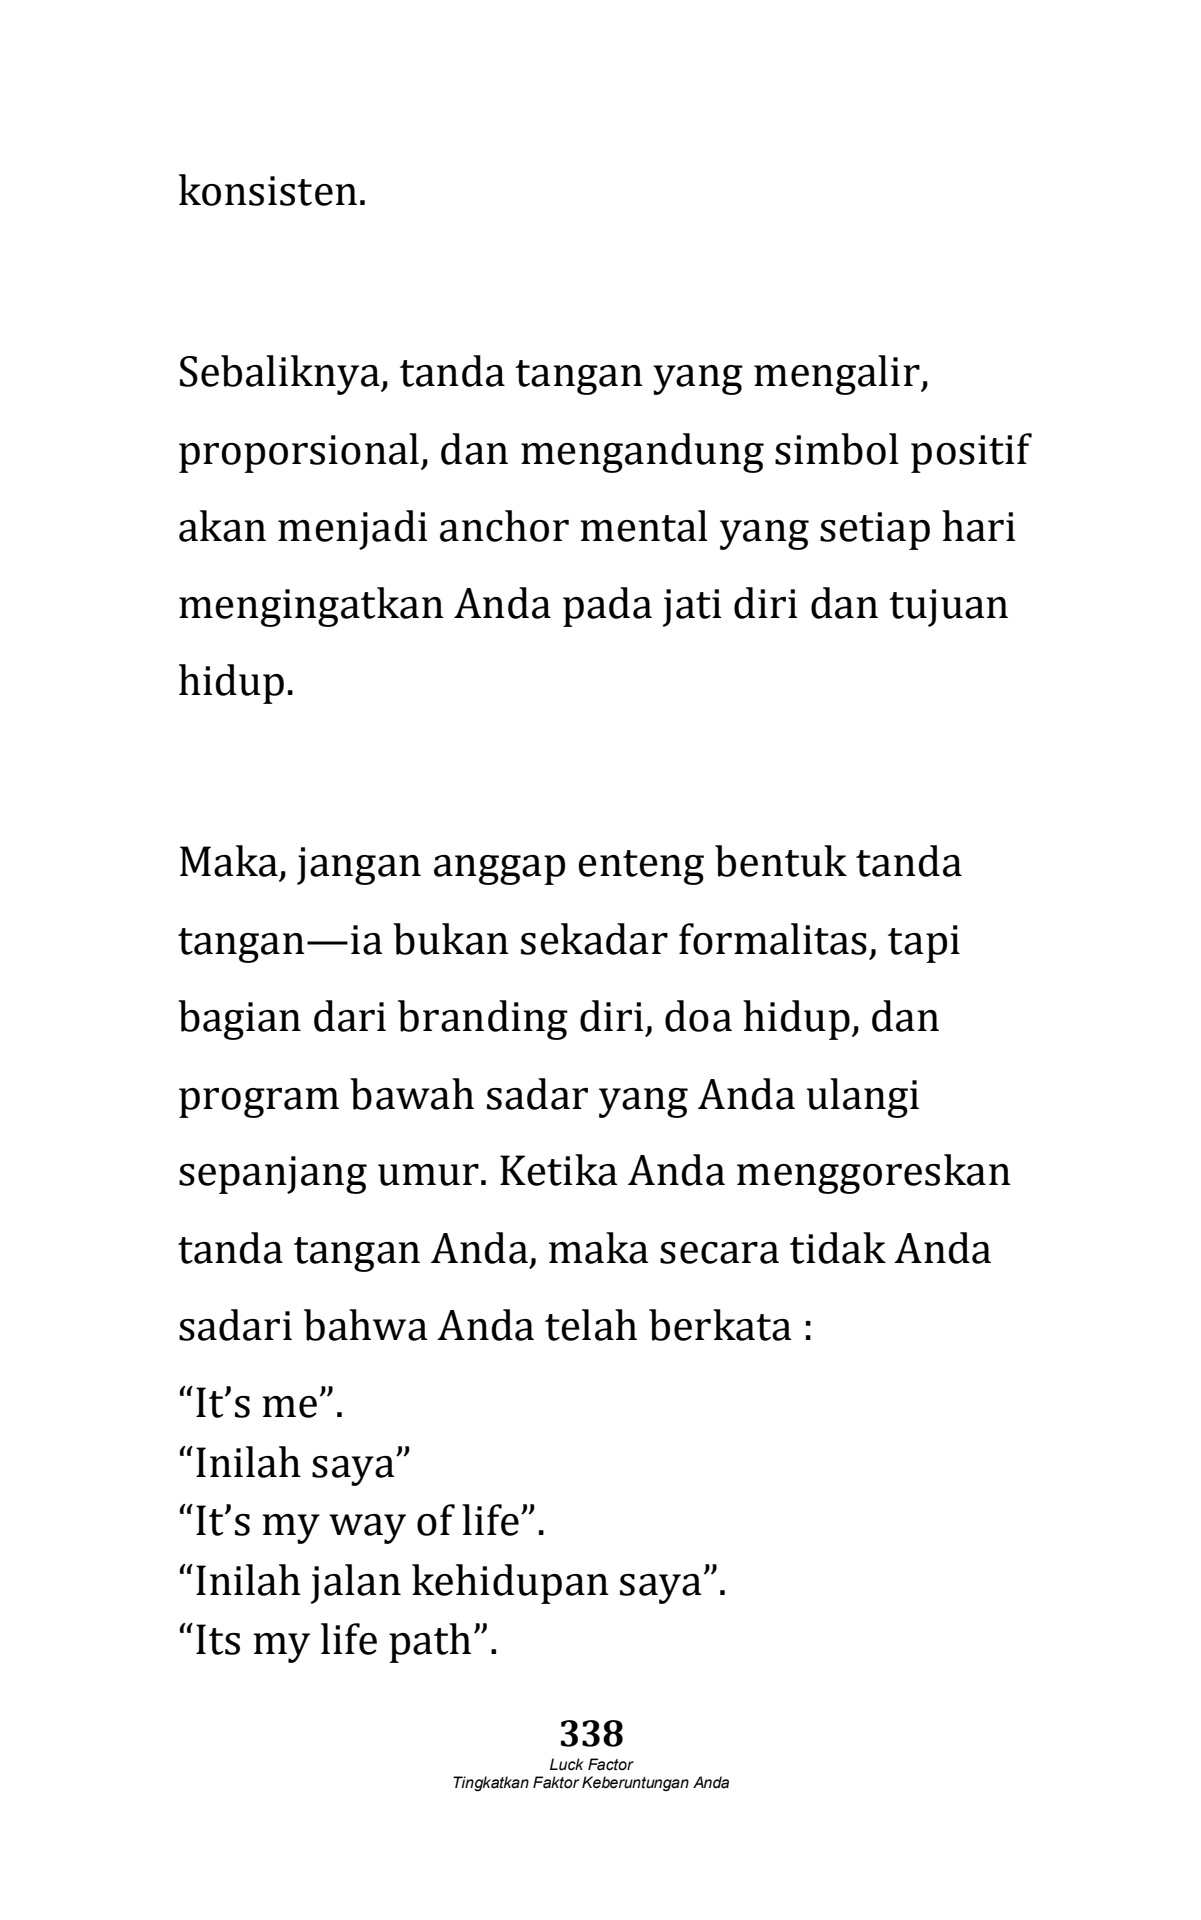 konsisten.
Sebaliknya, tanda tangan yang mengalir,
proporsional, dan mengandung simbol positif
akan menjadi anchor mental yang setiap hari
mengingatkan Anda pada jati diri dan tujuan
hidup.
Maka, jangan anggap enteng bentuk tanda
tangan—ia bukan sekadar formalitas, tapi
bagian dari branding diri, doa hidup, dan
program bawah sadar yang Anda ulangi
sepanjang umur. Ketika Anda menggoreskan
tanda tangan Anda, maka secara tidak Anda
sadari bahwa Anda telah berkata :
“It’s me”.
“Inilah saya”
“It’s my way of life”.
“Inilah jalan kehidupan saya”.
“Its my life path”.
338
Luck Factor
Tingkatkan Faktor Keberuntungan Anda